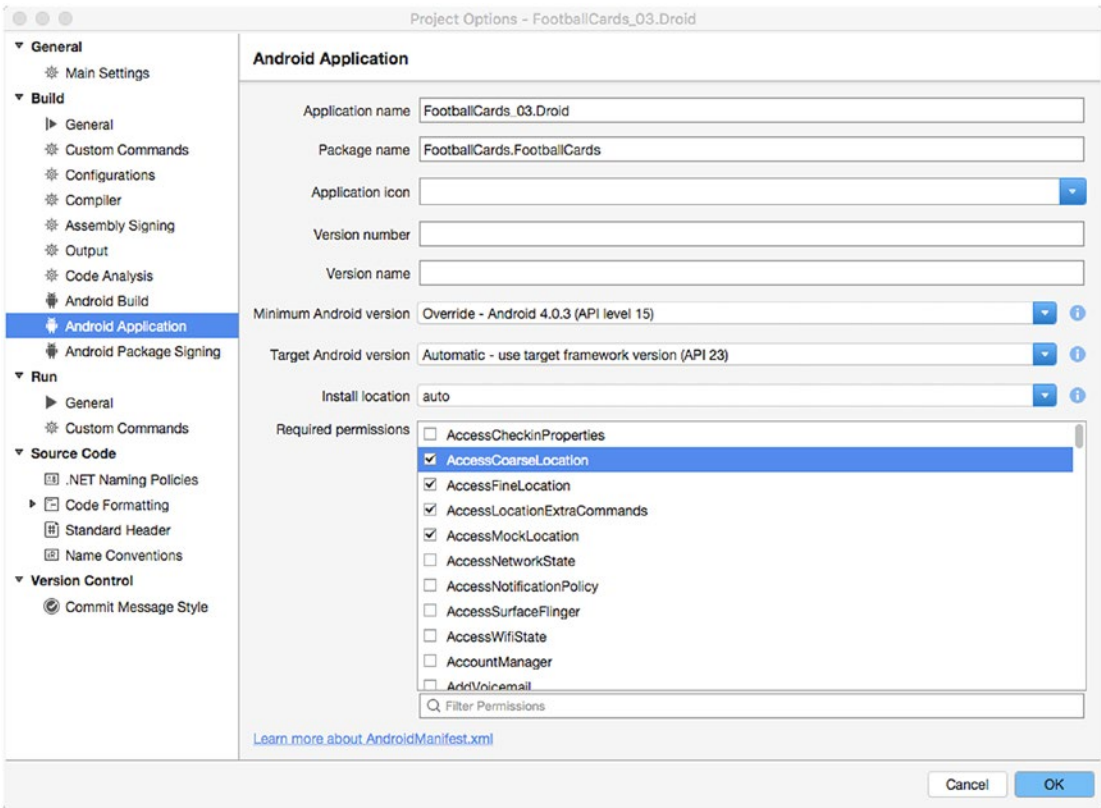 Project Options - FootballCards_03.Droid
General
Main Settings
Build
General
Custom Commands
Configurations
Compiler
Assembly Signing
Output
Code Analysis
Android Build
Android Application
Android Package Signing
Run
General
Custom Commands
Source Code
.NET Naming Policies
Code Formatting
Standard Header
Name Conventions
Version Control
Commit Message Style
Android Application
Application name FootballCards_03.Droid
Package name FootballCards.FootballCards
Application icon
Version number
Version name
Minimum Android version Override - Android 4.0.3 (API level 15)
Target Android version Automatic - use target framework version (API 23)
Install location auto
Required permissions
AccessCheckinProperties
AccessCoarseLocation
AccessFineLocation
AccessLocationExtraCommands
AccessMockLocation
AccessNetworkState
AccessNotificationPolicy
AccessSurfaceFlinger
AccessWifiState
AccountManager
AddVoicemail
Filter Permissions
Learn more about AndroidManifest.xml
Cancel OK